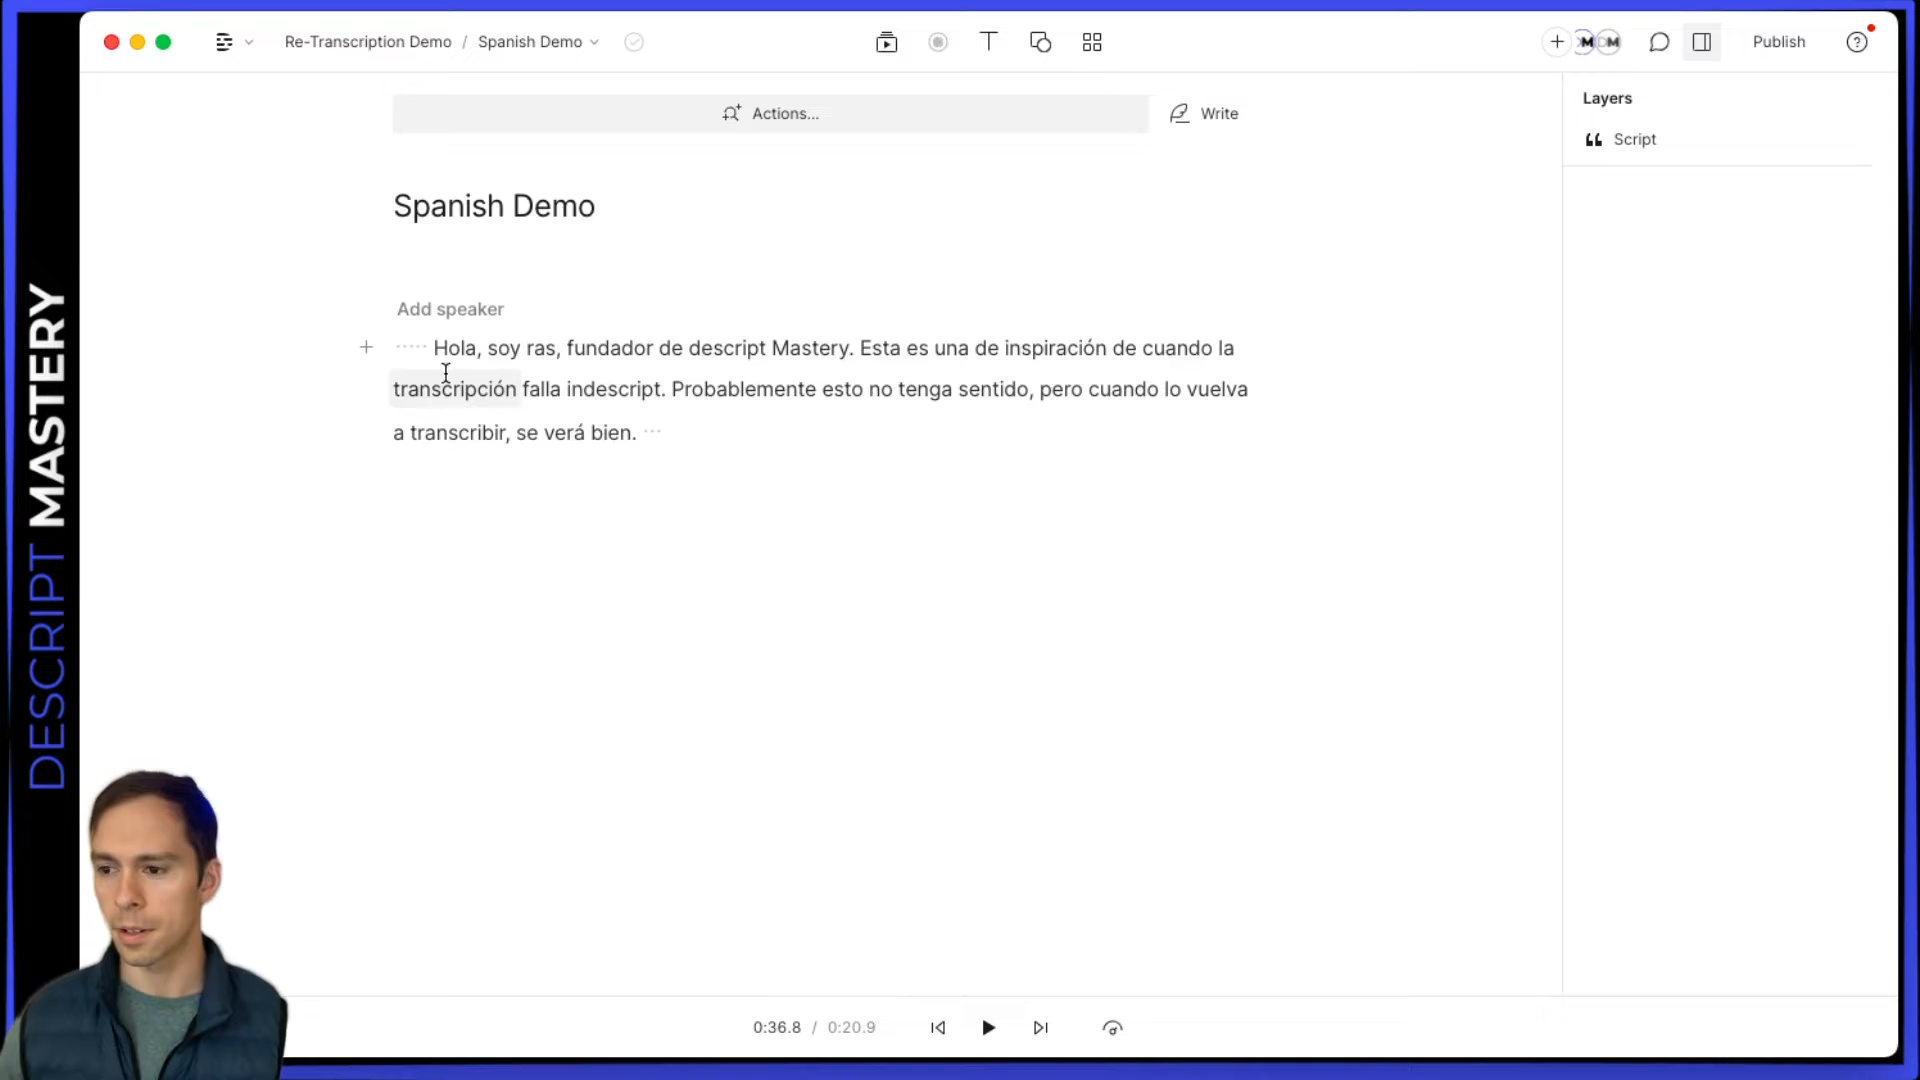 Re-Transcription Demo / Spanish Demo
Publish
Actions...
Write
Layers
Script
Spanish Demo
Add speaker
Hola, soy ras, fundador de descript Mastery. Esta es una de inspiración de cuando la
transcripción falla indescript. Probablemente esto no tenga sentido, pero cuando lo vuelva
a transcribir, se verá bien.
DESCRIPT MASTERY
0:36.8 / 0:20.9